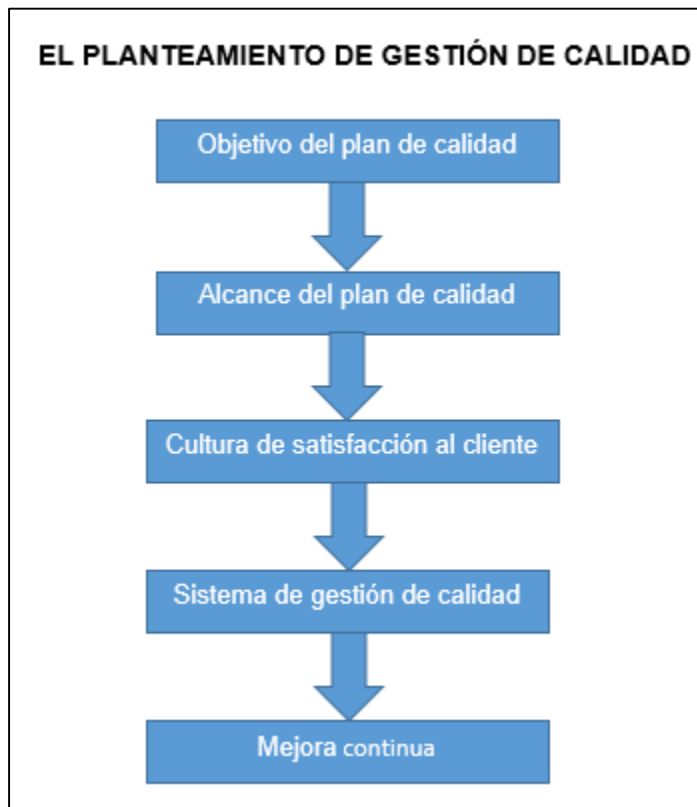 EL PLANTEAMIENTO DE GESTIÓN DE CALIDAD
Objetivo del plan de calidad
Alcance del plan de calidad
Cultura de satisfacción al cliente
Sistema de gestión de calidad
Mejora continua